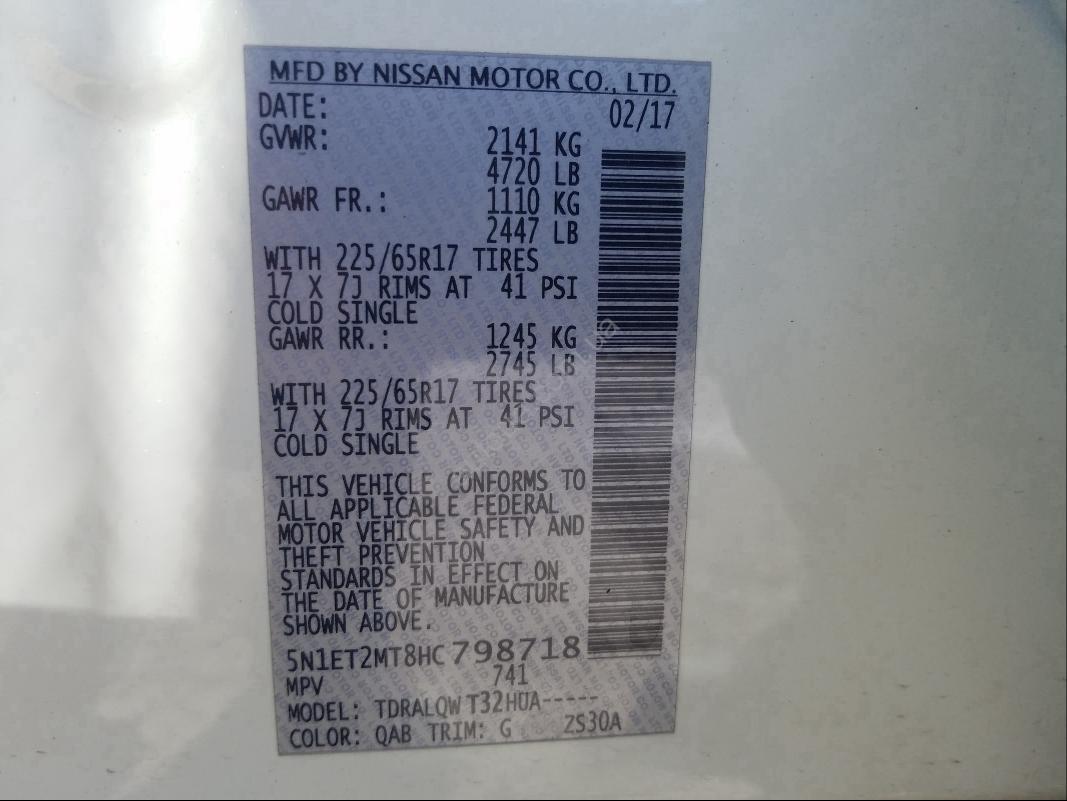 MFD BY NISSAN MOTOR CO., LTD.
DATE: 02/17
GVWR: 2141 KG
4720 LB
GAWR FR.: 1110 KG
2447 LB
WITH 225/65R17 TIRES
17 X 7J RIMS AT 41 PSI
COLD SINGLE
GAWR RR.: 1245 KG
2745 LB
WITH 225/65R17 TIRES
17 X 7J RIMS AT 41 PSI
COLD SINGLE
THIS VEHICLE CONFORMS TO
ALL APPLICABLE FEDERAL
MOTOR VEHICLE SAFETY AND
THEFT PREVENTION
STANDARDS IN EFFECT ON
THE DATE OF MANUFACTURE
SHOWN ABOVE.
5N1ET2MT8HC798718
MPV 741
MODEL: TDRALQW T32HUA-----
COLOR: QAB TRIM: G ZS30A